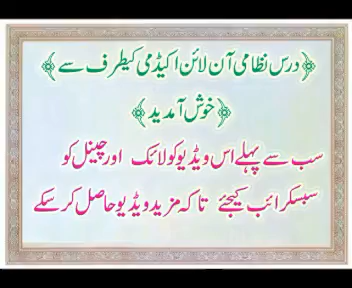 ﴿درس نظامی آن لائن اکیڈمی کیطرف سے﴾
﴿خوش آمدید﴾
سب سے پہلے اس ویڈیو کو لائک اور چینل کو
سبسکرائب کیجئے تاکہ مزید ویڈیو حاصل کر سکے